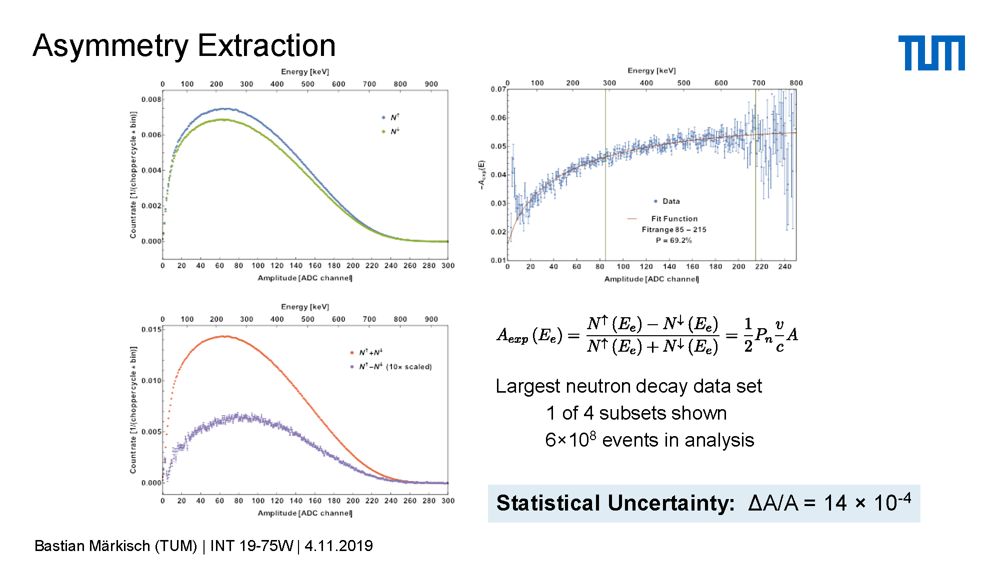 Asymmetry Extraction
TUM
Energy [keV]
0 100 200 300 400 500 600 700 800 900
0.008
0.006
0.004
0.002
0.000
Count rate [1/(chopper cycle * bin)]
N↑
N↓
0 20 40 60 80 100 120 140 160 180 200 220 240 260 280 300
Amplitude [ADC channel]
Energy [keV]
0 100 200 300 400 500 600 700 800
0.07
0.06
0.05
0.04
0.03
0.02
0.01
-A_exp(E)
Data
Fit Function
Fitrange 85 – 215
P = 69.2%
0 20 40 60 80 100 120 140 160 180 200 220 240
Amplitude [ADC channel]
Energy [keV]
0 100 200 300 400 500 600 700 800 900
0.015
0.010
0.005
0.000
Count rate [1/(chopper cycle * bin)]
N↑+N↓
N↑−N↓ (10× scaled)
0 20 40 60 80 100 120 140 160 180 200 220 240 260 280 300
Amplitude [ADC channel]
A_exp (E_e) = (N↑(E_e) − N↓(E_e)) / (N↑(E_e) + N↓(E_e)) = 1/2 P_n v/c A
Largest neutron decay data set
1 of 4 subsets shown
6×10⁸ events in analysis
Statistical Uncertainty: ΔA/A = 14 × 10⁻⁴
Bastian Märkisch (TUM) | INT 19-75W | 4.11.2019